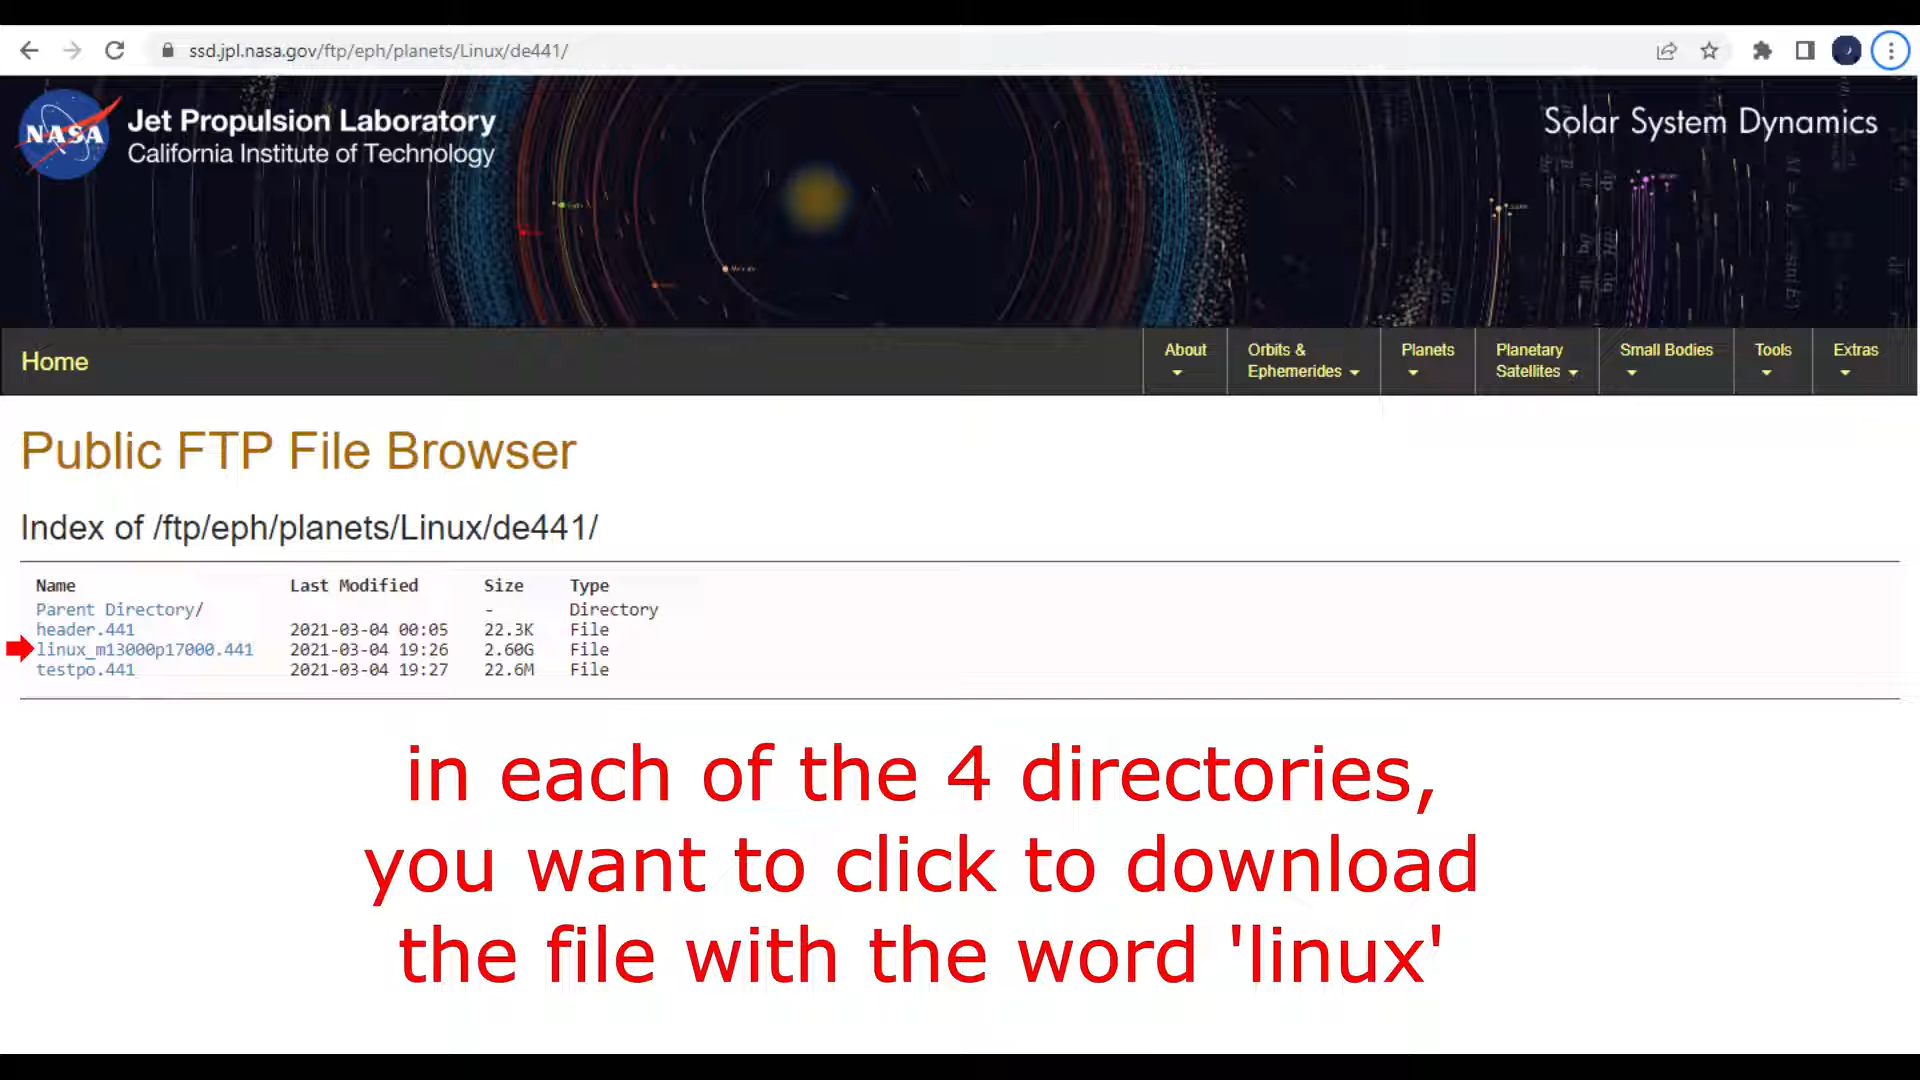 ssd.jpl.nasa.gov/ftp/eph/planets/Linux/de441/
NASA
Jet Propulsion Laboratory
California Institute of Technology
Solar System Dynamics
Home
About
Orbits &
Ephemerides
Planets
Planetary
Satellites
Small Bodies
Tools
Extras
Public FTP File Browser
Index of /ftp/eph/planets/Linux/de441/
Name Last Modified Size Type
Parent Directory/ - Directory
header.441 2021-03-04 00:05 22.3K File
linux_m13000p17000.441 2021-03-04 19:26 2.60G File
testpo.441 2021-03-04 19:27 22.6M File
in each of the 4 directories,
you want to click to download
the file with the word 'linux'